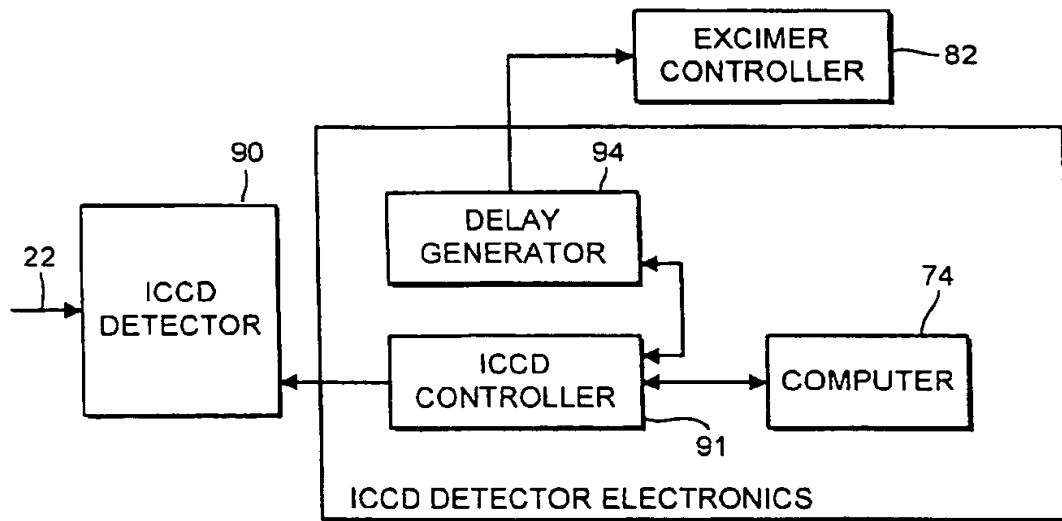 EXCIMER
CONTROLLER
82
90
94
DELAY
GENERATOR
22
ICCD
DETECTOR
74
ICCD
CONTROLLER
COMPUTER
91
ICCD DETECTOR ELECTRONICS